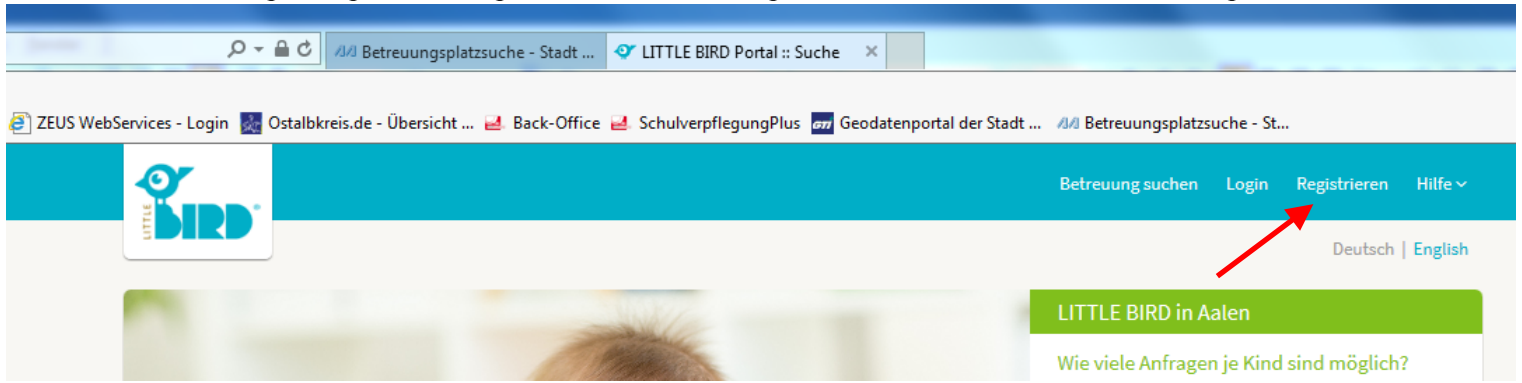 Betreuungsplatzsuche - Stadt ... LITTLE BIRD Portal :: Suche
ZEUS WebServices - Login Ostalbkreis.de - Übersicht ... Back-Office SchulverpflegungPlus GTI Geodatenportal der Stadt ... Betreuungsplatzsuche - St...
LITTLE BIRD
Betreuung suchen Login Registrieren Hilfe
Deutsch | English
LITTLE BIRD in Aalen
Wie viele Anfragen je Kind sind möglich?